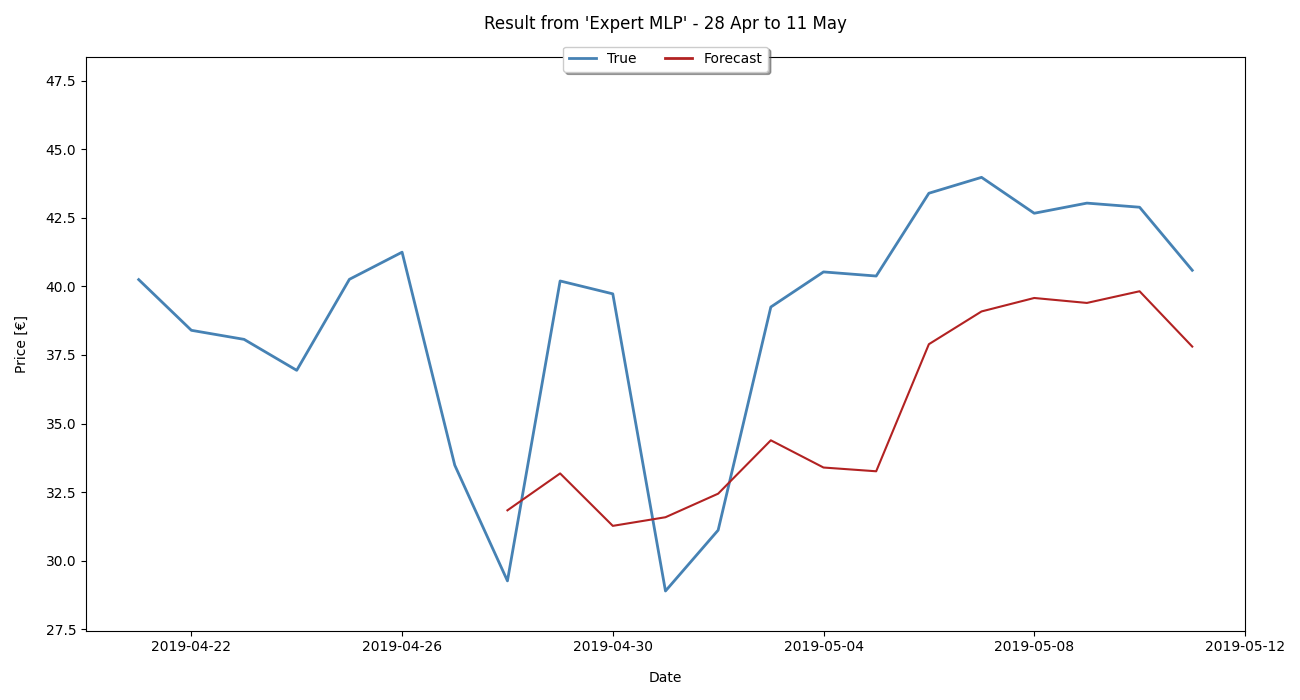 Result from 'Expert MLP' - 28 Apr to 11 May
True Forecast
47.5
45.0
42.5
40.0
37.5
35.0
32.5
30.0
27.5
Price [€]
2019-04-22 2019-04-26 2019-04-30 2019-05-04 2019-05-08 2019-05-12
Date